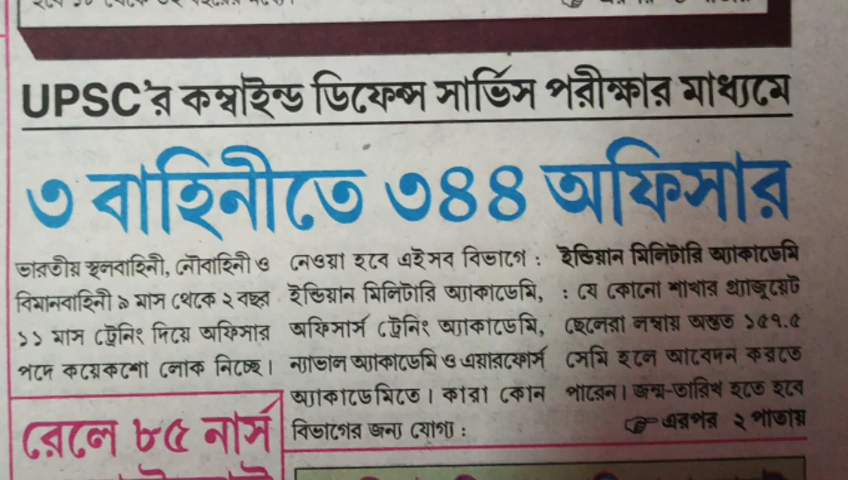 UPSC'র কম্বাইন্ড ডিফেন্স সার্ভিস পরীক্ষার মাধ্যমে
৩ বাহিনীতে ৩৪৪ অফিসার
ভারতীয় স্থলবাহিনী, নৌবাহিনী ও
বিমানবাহিনী ৯ মাস থেকে ২ বছর
১১ মাস ট্রেনিং দিয়ে অফিসার
পদে কয়েকশো লোক নিচ্ছে।
নেওয়া হবে এইসব বিভাগে :
ইন্ডিয়ান মিলিটারি অ্যাকাডেমি,
অফিসার্স ট্রেনিং অ্যাকাডেমি,
ন্যাভাল অ্যাকাডেমি ও এয়ারফোর্স
অ্যাকাডেমিতে। কারা কোন
বিভাগের জন্য যোগ্য :
ইন্ডিয়ান মিলিটারি অ্যাকাডেমি
: যে কোনো শাখার গ্র্যাজুয়েট
ছেলেরা লম্বায় অন্তত ১৫৭.৫
সেমি হলে আবেদন করতে
পারেন। জন্ম-তারিখ হতে হবে
এরপর ২ পাতায়
রেলে ৮৫ নার্স